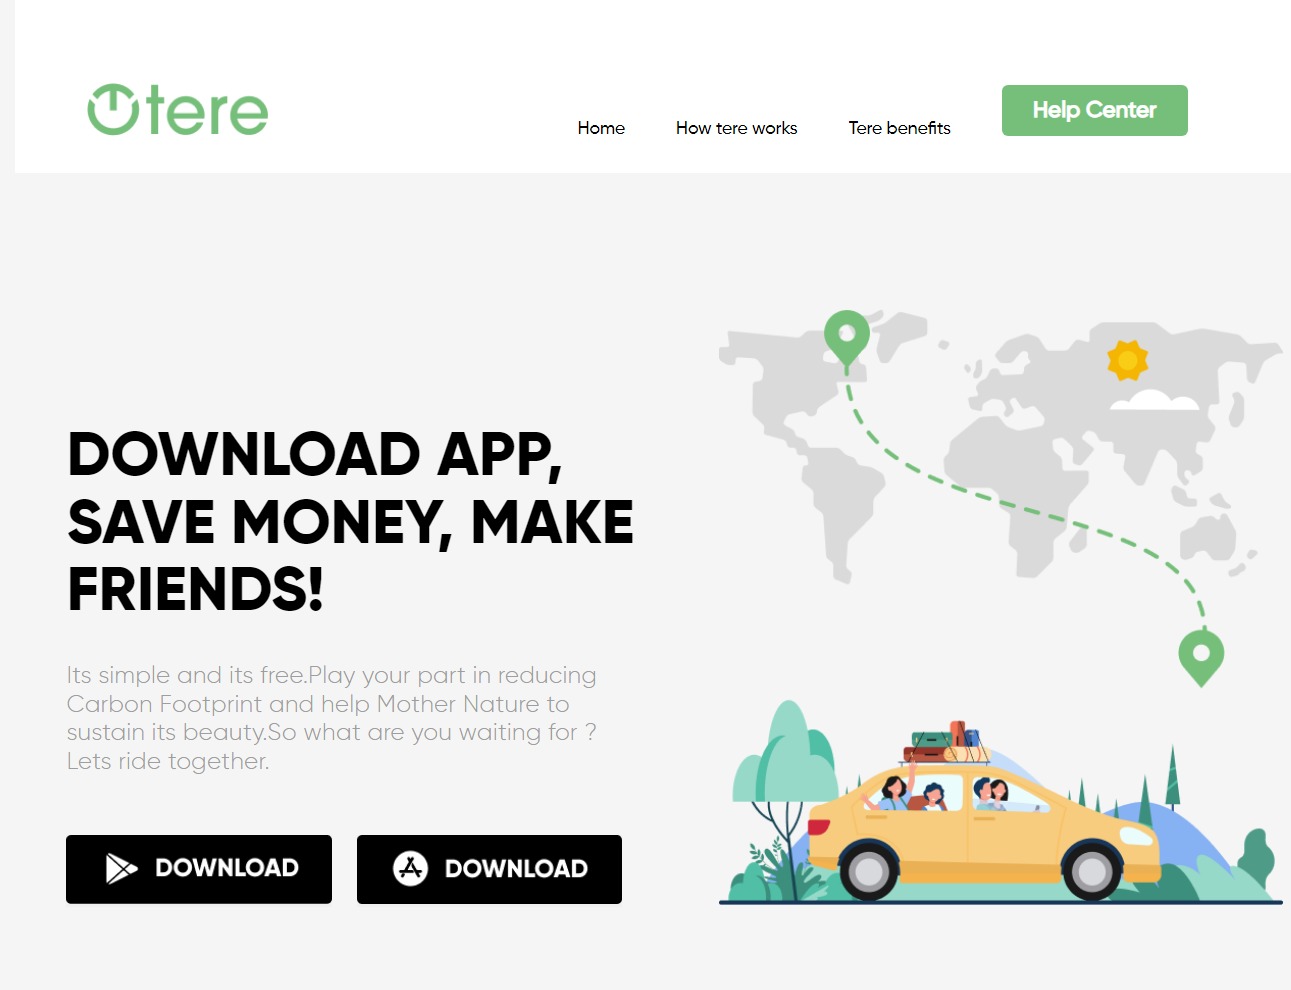 tere
Home
How tere works
Tere benefits
Help Center
DOWNLOAD APP,
SAVE MONEY, MAKE
FRIENDS!
Its simple and its free.Play your part in reducing
Carbon Footprint and help Mother Nature to
sustain its beauty.So what are you waiting for ?
Lets ride together.
DOWNLOAD
DOWNLOAD